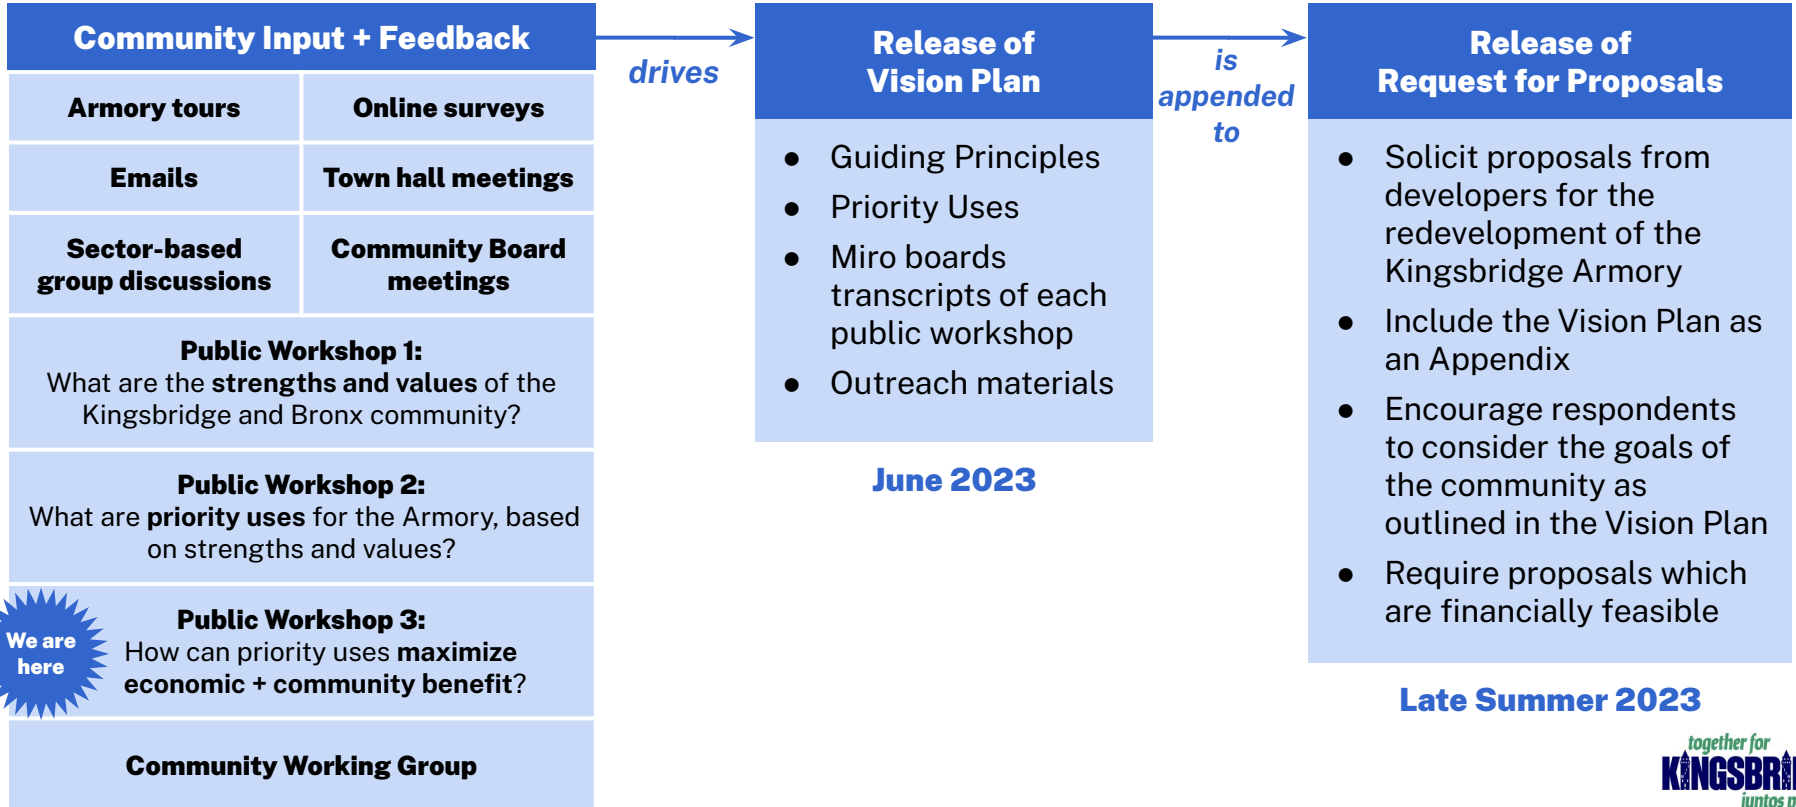 Community Input + Feedback
Armory tours
Online surveys
Emails
Town hall meetings
Sector-based
group discussions
Community Board
meetings
Public Workshop 1:
What are the strengths and values of the
Kingsbridge and Bronx community?
Public Workshop 2:
What are priority uses for the Armory, based
on strengths and values?
We are
here
Public Workshop 3:
How can priority uses maximize
economic + community benefit?
Community Working Group
drives
Release of
Vision Plan
● Guiding Principles
● Priority Uses
● Miro boards
transcripts of each
public workshop
● Outreach materials
June 2023
is
appended
to
Release of
Request for Proposals
● Solicit proposals from
developers for the
redevelopment of the
Kingsbridge Armory
● Include the Vision Plan as
an Appendix
● Encourage respondents
to consider the goals of
the community as
outlined in the Vision Plan
● Require proposals which
are financially feasible
Late Summer 2023
together for
juntos